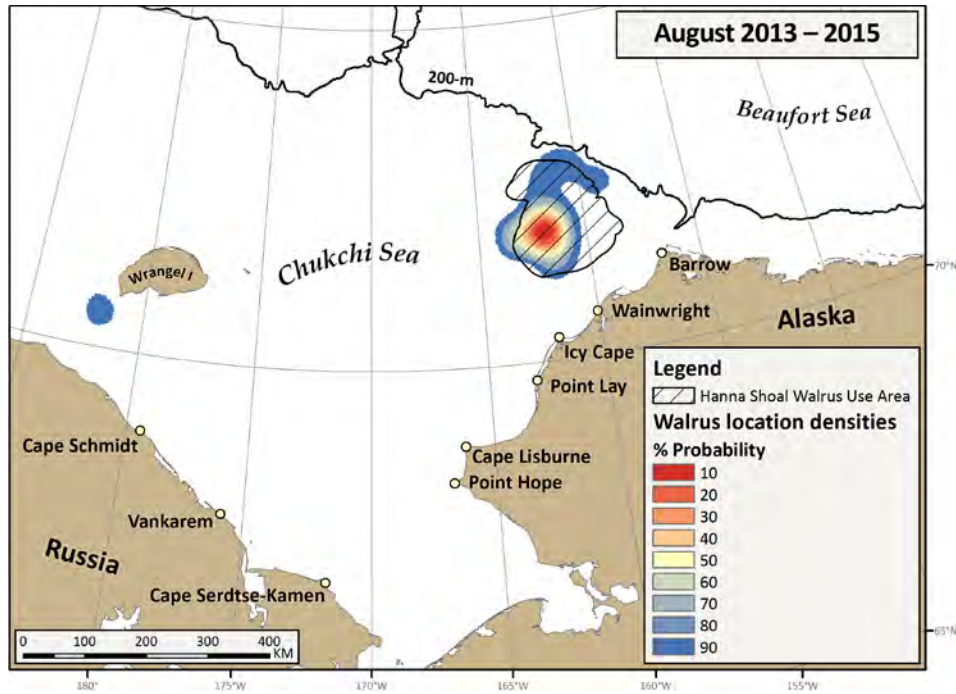 August 2013 – 2015
200-m
Beaufort Sea
Chukchi Sea
Wrangel I
Barrow
70°N
Wainwright
Alaska
Icy Cape
Point Lay
Cape Schmidt
Cape Lisburne
Point Hope
Vankarem
Russia
Cape Serdtse-Kamen
Legend
Hanna Shoal Walrus Use Area
Walrus location densities
% Probability
10
20
30
40
50
60
70
80
90
65°N
0 100 200 300 400
KM
180° 175°W 170°W 165°W 160°W 155°W